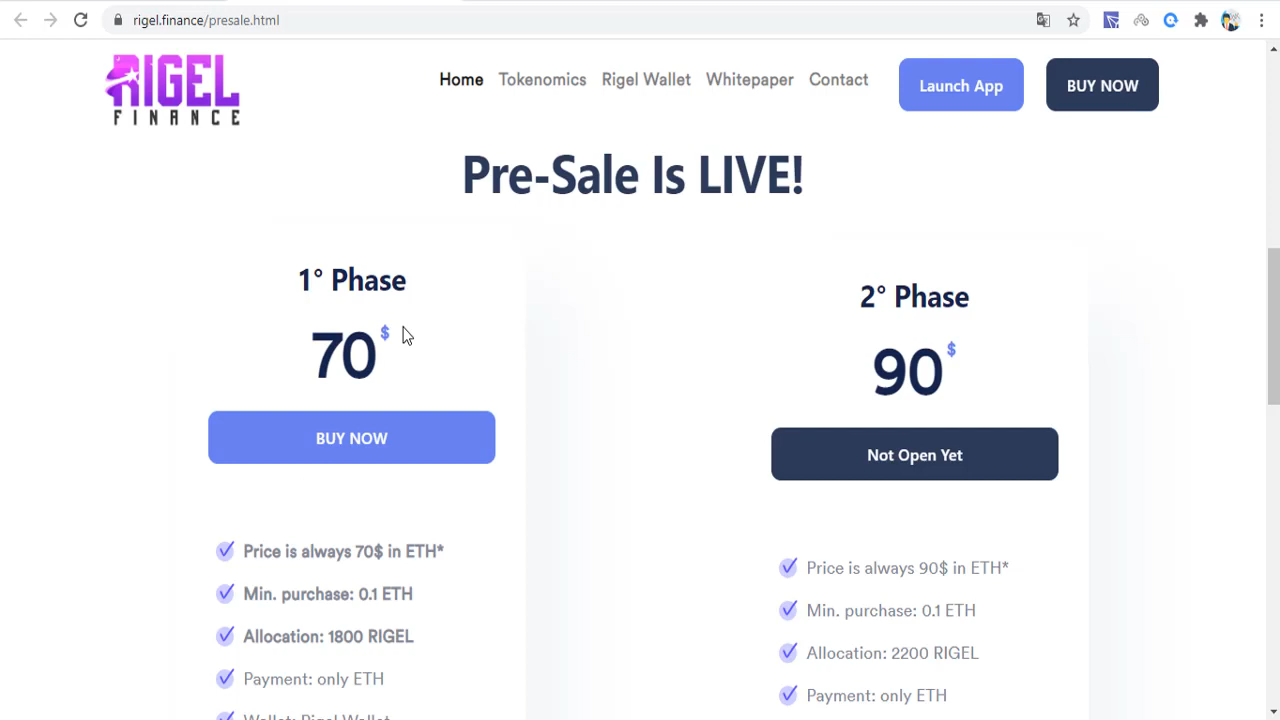 rigel.finance/presale.html
RIGEL
FINANCE
Home Tokenomics Rigel Wallet Whitepaper Contact Launch App BUY NOW
Pre-Sale Is LIVE!
1° Phase
70$
BUY NOW
Price is always 70$ in ETH*
Min. purchase: 0.1 ETH
Allocation: 1800 RIGEL
Payment: only ETH
Wallet: Rigel Wallet
2° Phase
90$
Not Open Yet
Price is always 90$ in ETH*
Min. purchase: 0.1 ETH
Allocation: 2200 RIGEL
Payment: only ETH